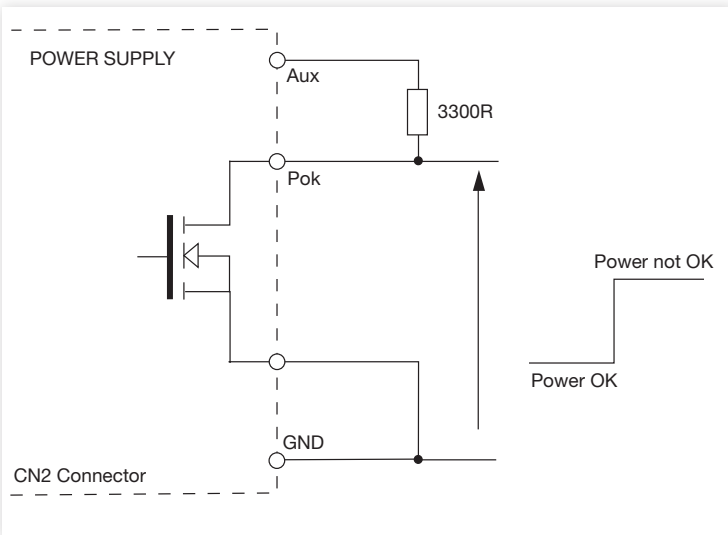 POWER SUPPLY
Aux
3300R
Pok
Power not OK
Power OK
GND
CN2 Connector